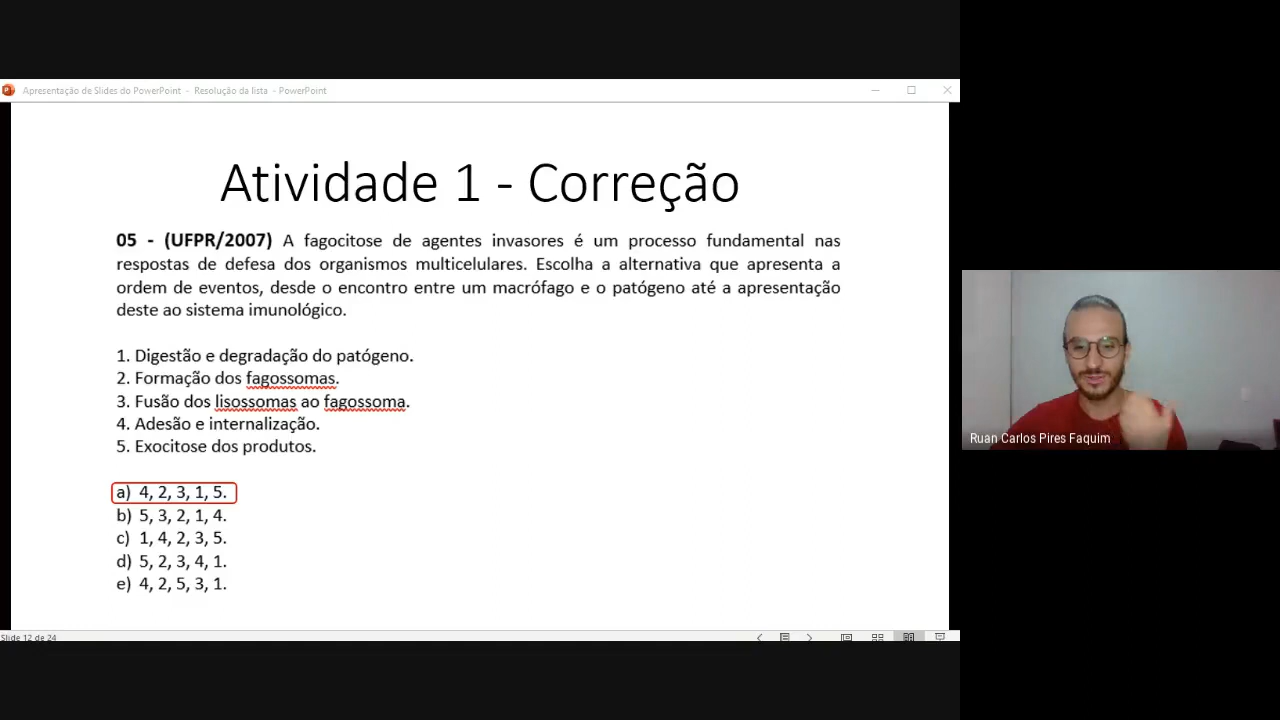 Apresentação de Slides do PowerPoint - Resolução da lista - PowerPoint
Atividade 1 - Correção
05 - (UFPR/2007) A fagocitose de agentes invasores é um processo fundamental nas
respostas de defesa dos organismos multicelulares. Escolha a alternativa que apresenta a
ordem de eventos, desde o encontro entre um macrófago e o patógeno até a apresentação
deste ao sistema imunológico.
1. Digestão e degradação do patógeno.
2. Formação dos fagossomas.
3. Fusão dos lisossomas ao fagossoma.
4. Adesão e internalização.
5. Exocitose dos produtos.
a) 4, 2, 3, 1, 5.
b) 5, 3, 2, 1, 4.
c) 1, 4, 2, 3, 5.
d) 5, 2, 3, 4, 1.
e) 4, 2, 5, 3, 1.
Slide 12 de 24
Ruan Carlos Pires Faquim